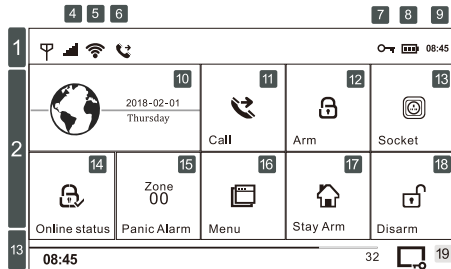 4 5 6 7 8 9
1 08:45
10 11 12 13
2018-02-01
Thursday
Call Arm Socket
2
14 15 16 17 18
Zone
00
Online status Panic Alarm Menu Stay Arm Disarm
13 08:45 32 19